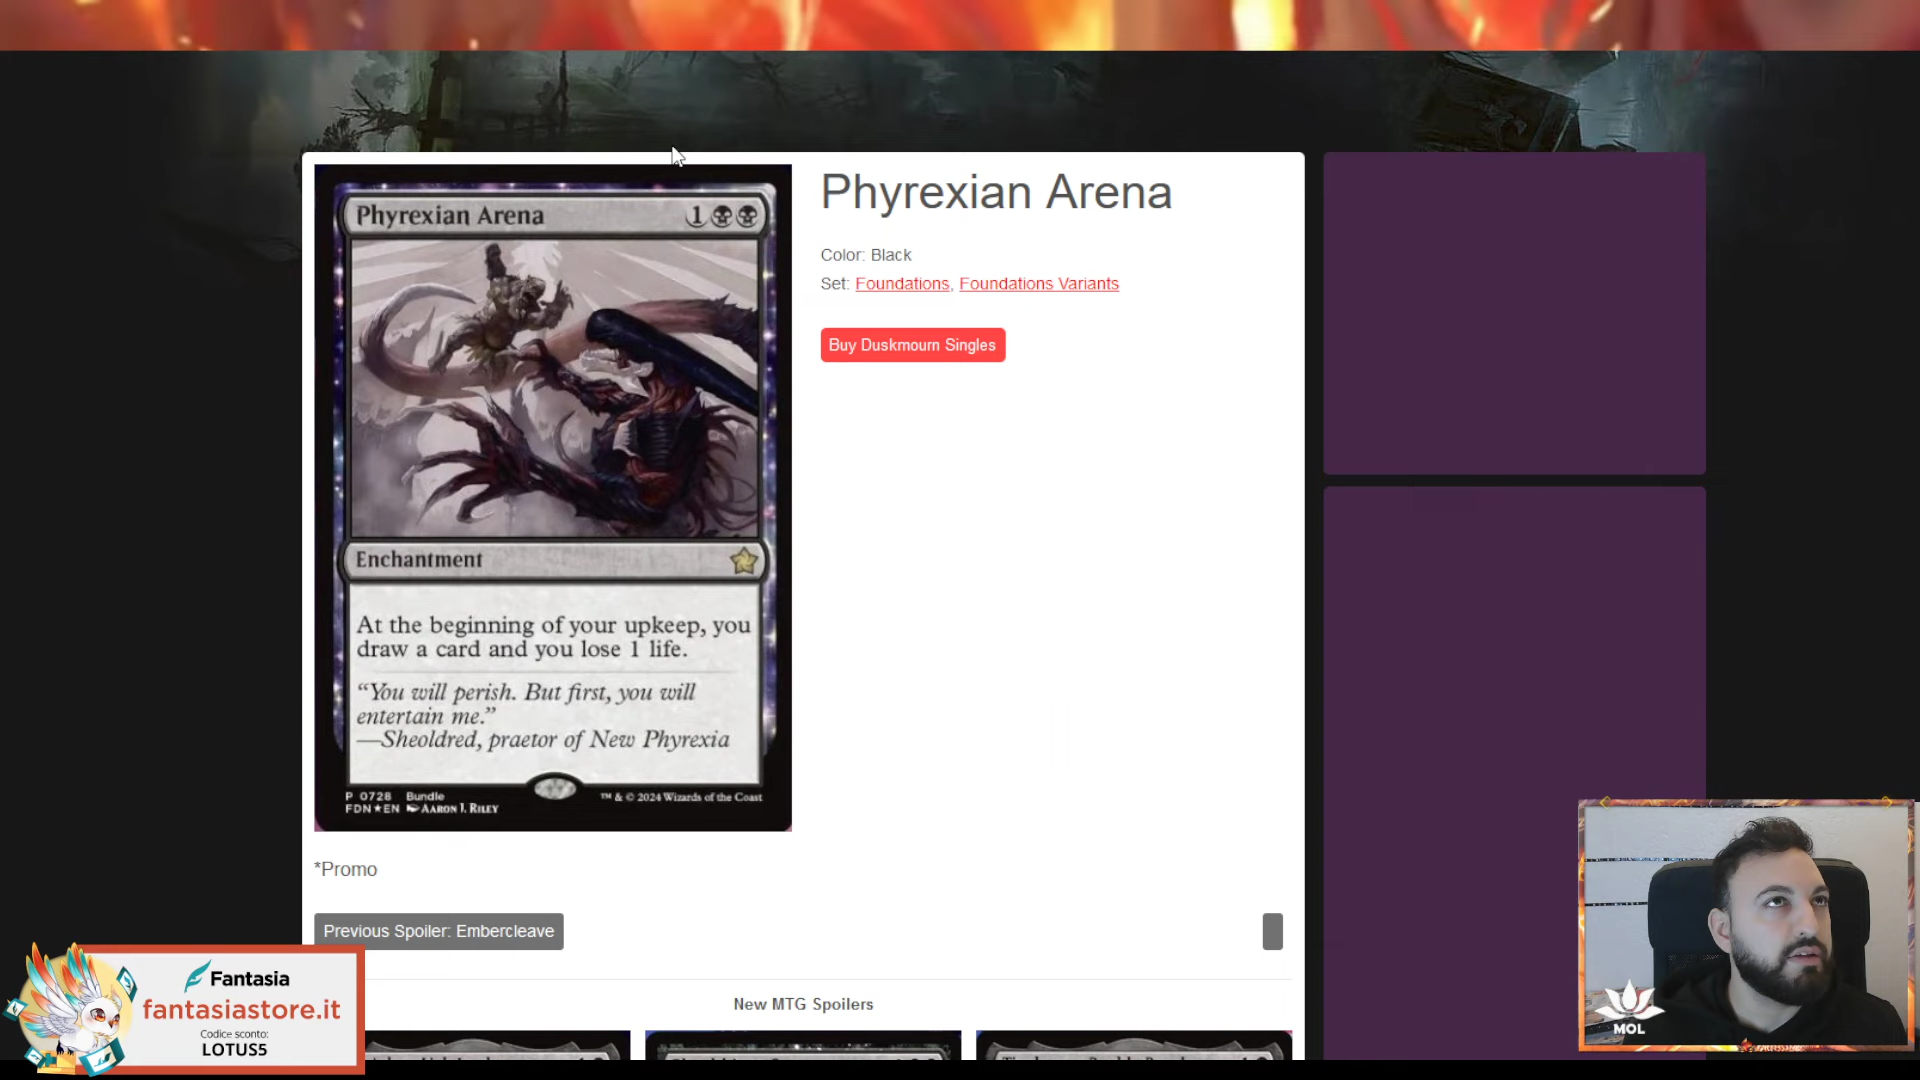 Phyrexian Arena 1
Enchantment
At the beginning of your upkeep, you
draw a card and you lose 1 life.
“You will perish. But first, you will
entertain me.”
—Sheoldred, praetor of New Phyrexia
P 0728 Bundle
FDN★EN AARON J. RILEY
™ & © 2024 Wizards of the Coast
Phyrexian Arena
Color: Black
Set: Foundations, Foundations Variants
Buy Duskmourn Singles
*Promo
Previous Spoiler: Embercleave
New MTG Spoilers
Fantasia
fantasiastore.it
Codice sconto:
LOTUS5
MOL